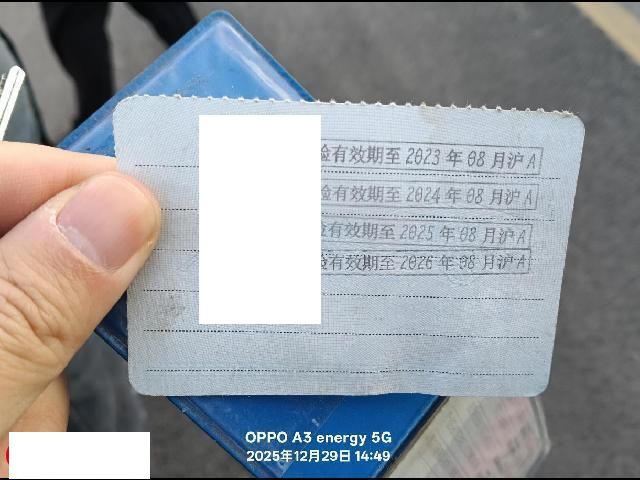 验有效期至2023年08月沪A
验有效期至2024年08月沪A
验有效期至2025年08月沪A
验有效期至2026年08月沪A
OPPO A3 energy 5G
2025年12月29日 14:49